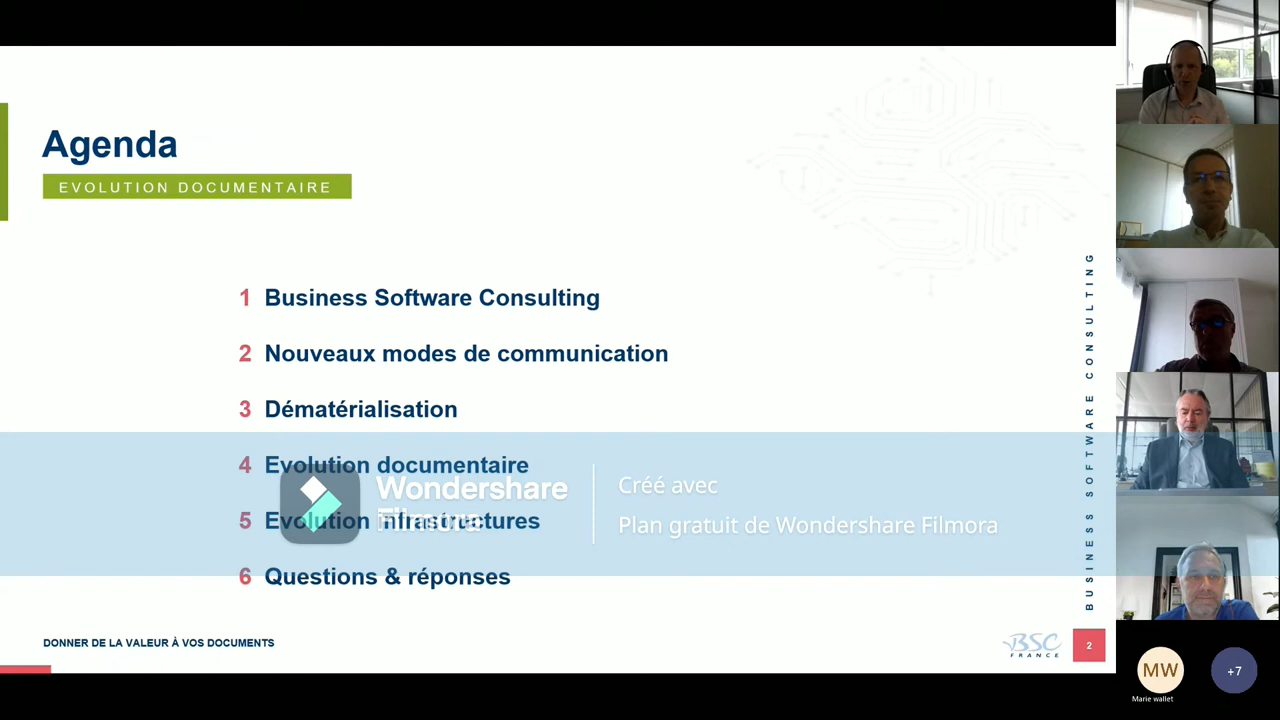 Agenda
EVOLUTION DOCUMENTAIRE
1 Business Software Consulting
2 Nouveaux modes de communication
3 Dématérialisation
4 Evolution documentaire
5 Evolution infrastructures
6 Questions & réponses
Wondershare
Filmora
Créé avec
Plan gratuit de Wondershare Filmora
DONNER DE LA VALEUR À VOS DOCUMENTS
BUSINESS SOFTWARE CONSULTING
BSC
FRANCE
2
MW
Marie wallet
+7